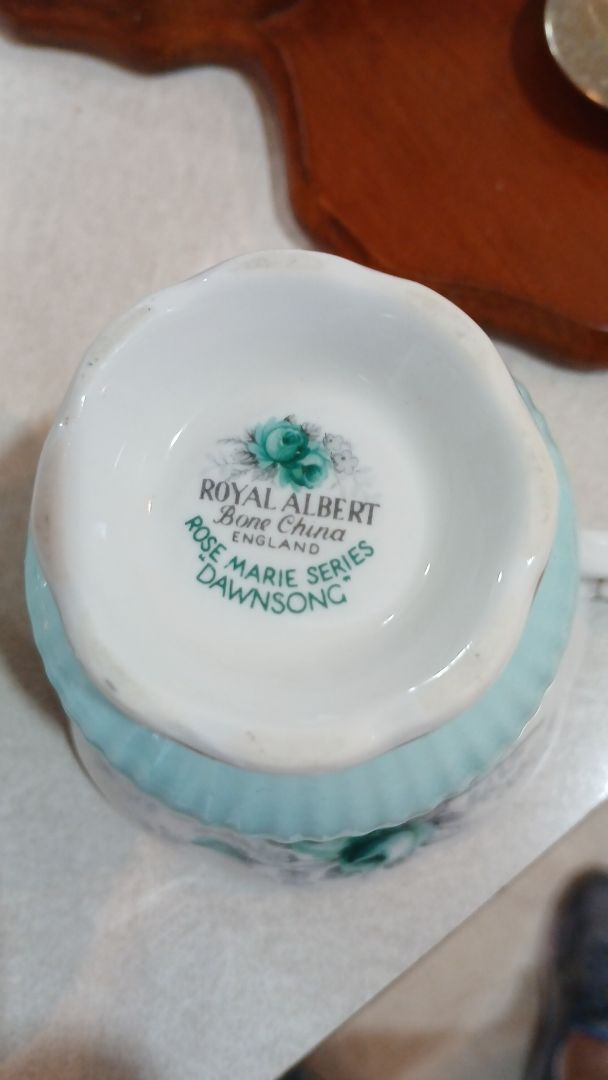 ROYAL ALBERT
Bone China
ENGLAND
ROSE MARIE SERIES
"DAWNSONG"